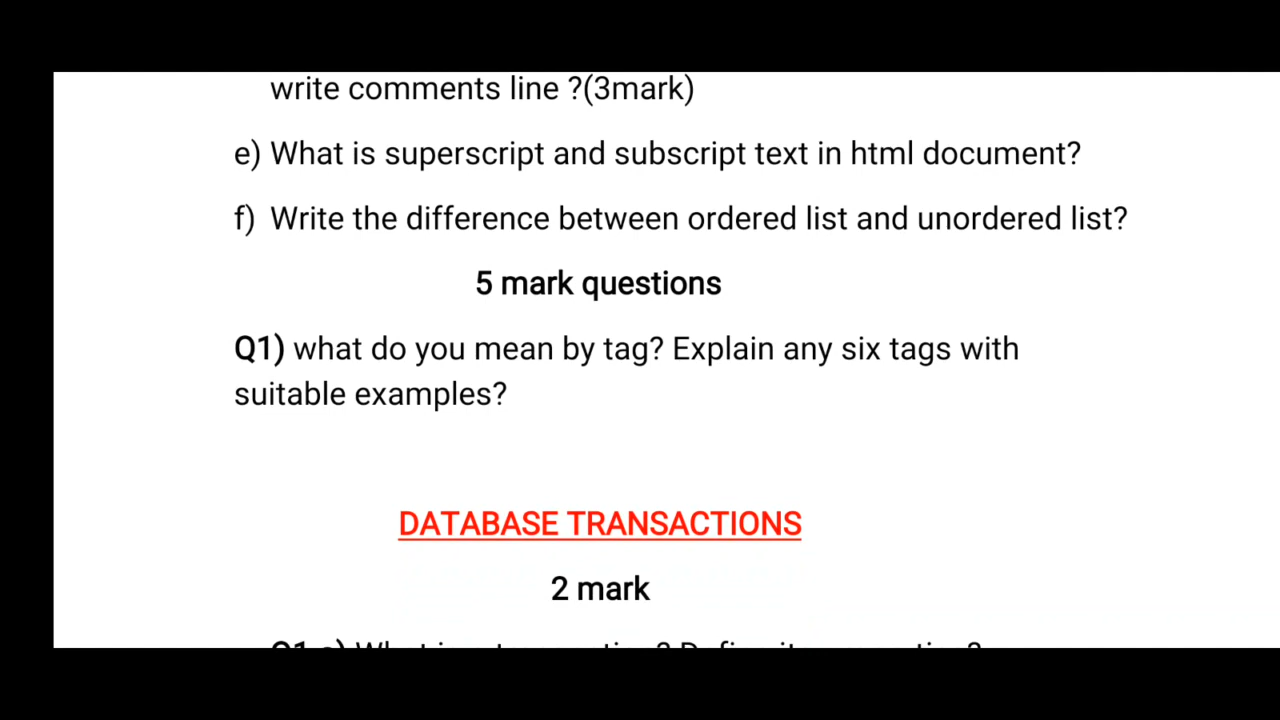 write comments line ?(3mark)
e) What is superscript and subscript text in html document?
f) Write the difference between ordered list and unordered list?
5 mark questions
Q1) what do you mean by tag? Explain any six tags with
suitable examples?
DATABASE TRANSACTIONS
2 mark